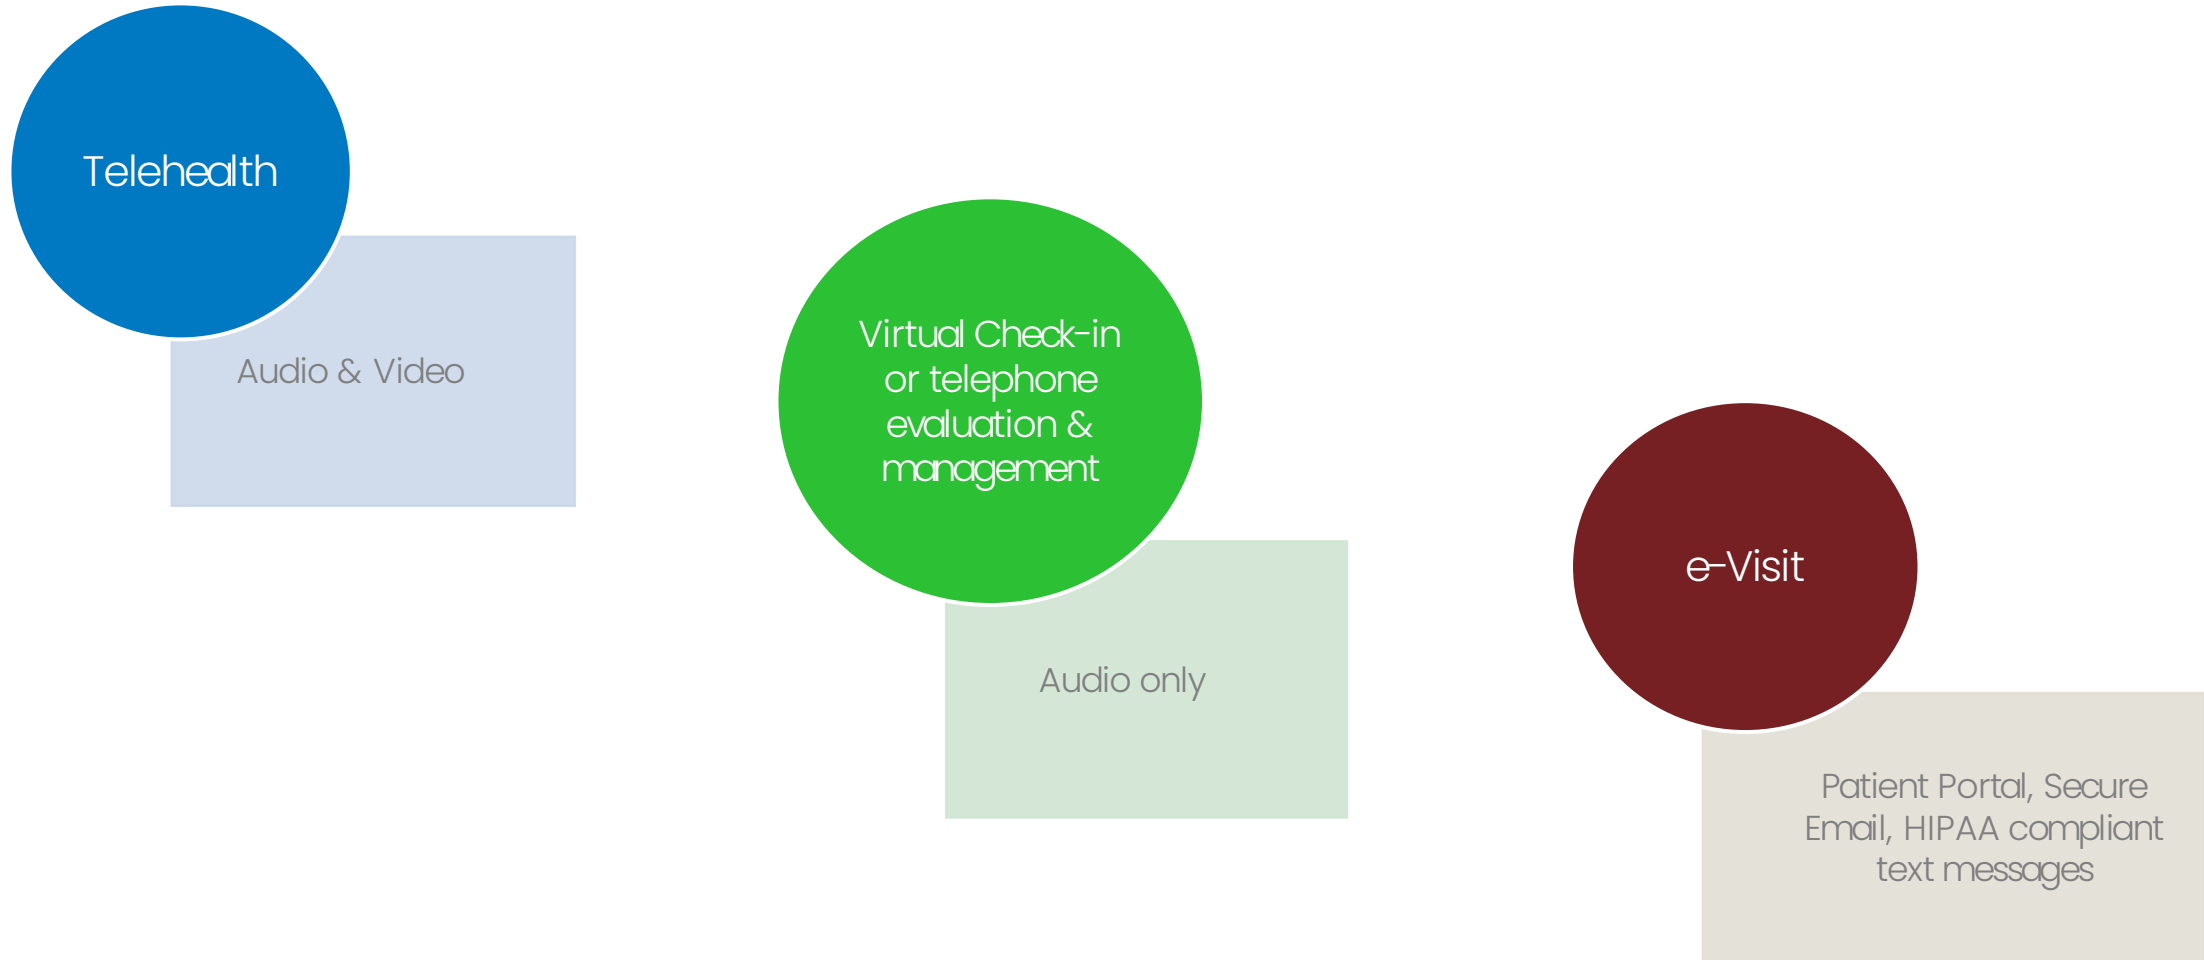 Telehealth
Audio & Video
Virtual Check-in
or telephone
evaluation &
management
Audio only
e-Visit
Patient Portal, Secure
Email, HIPAA compliant
text messages